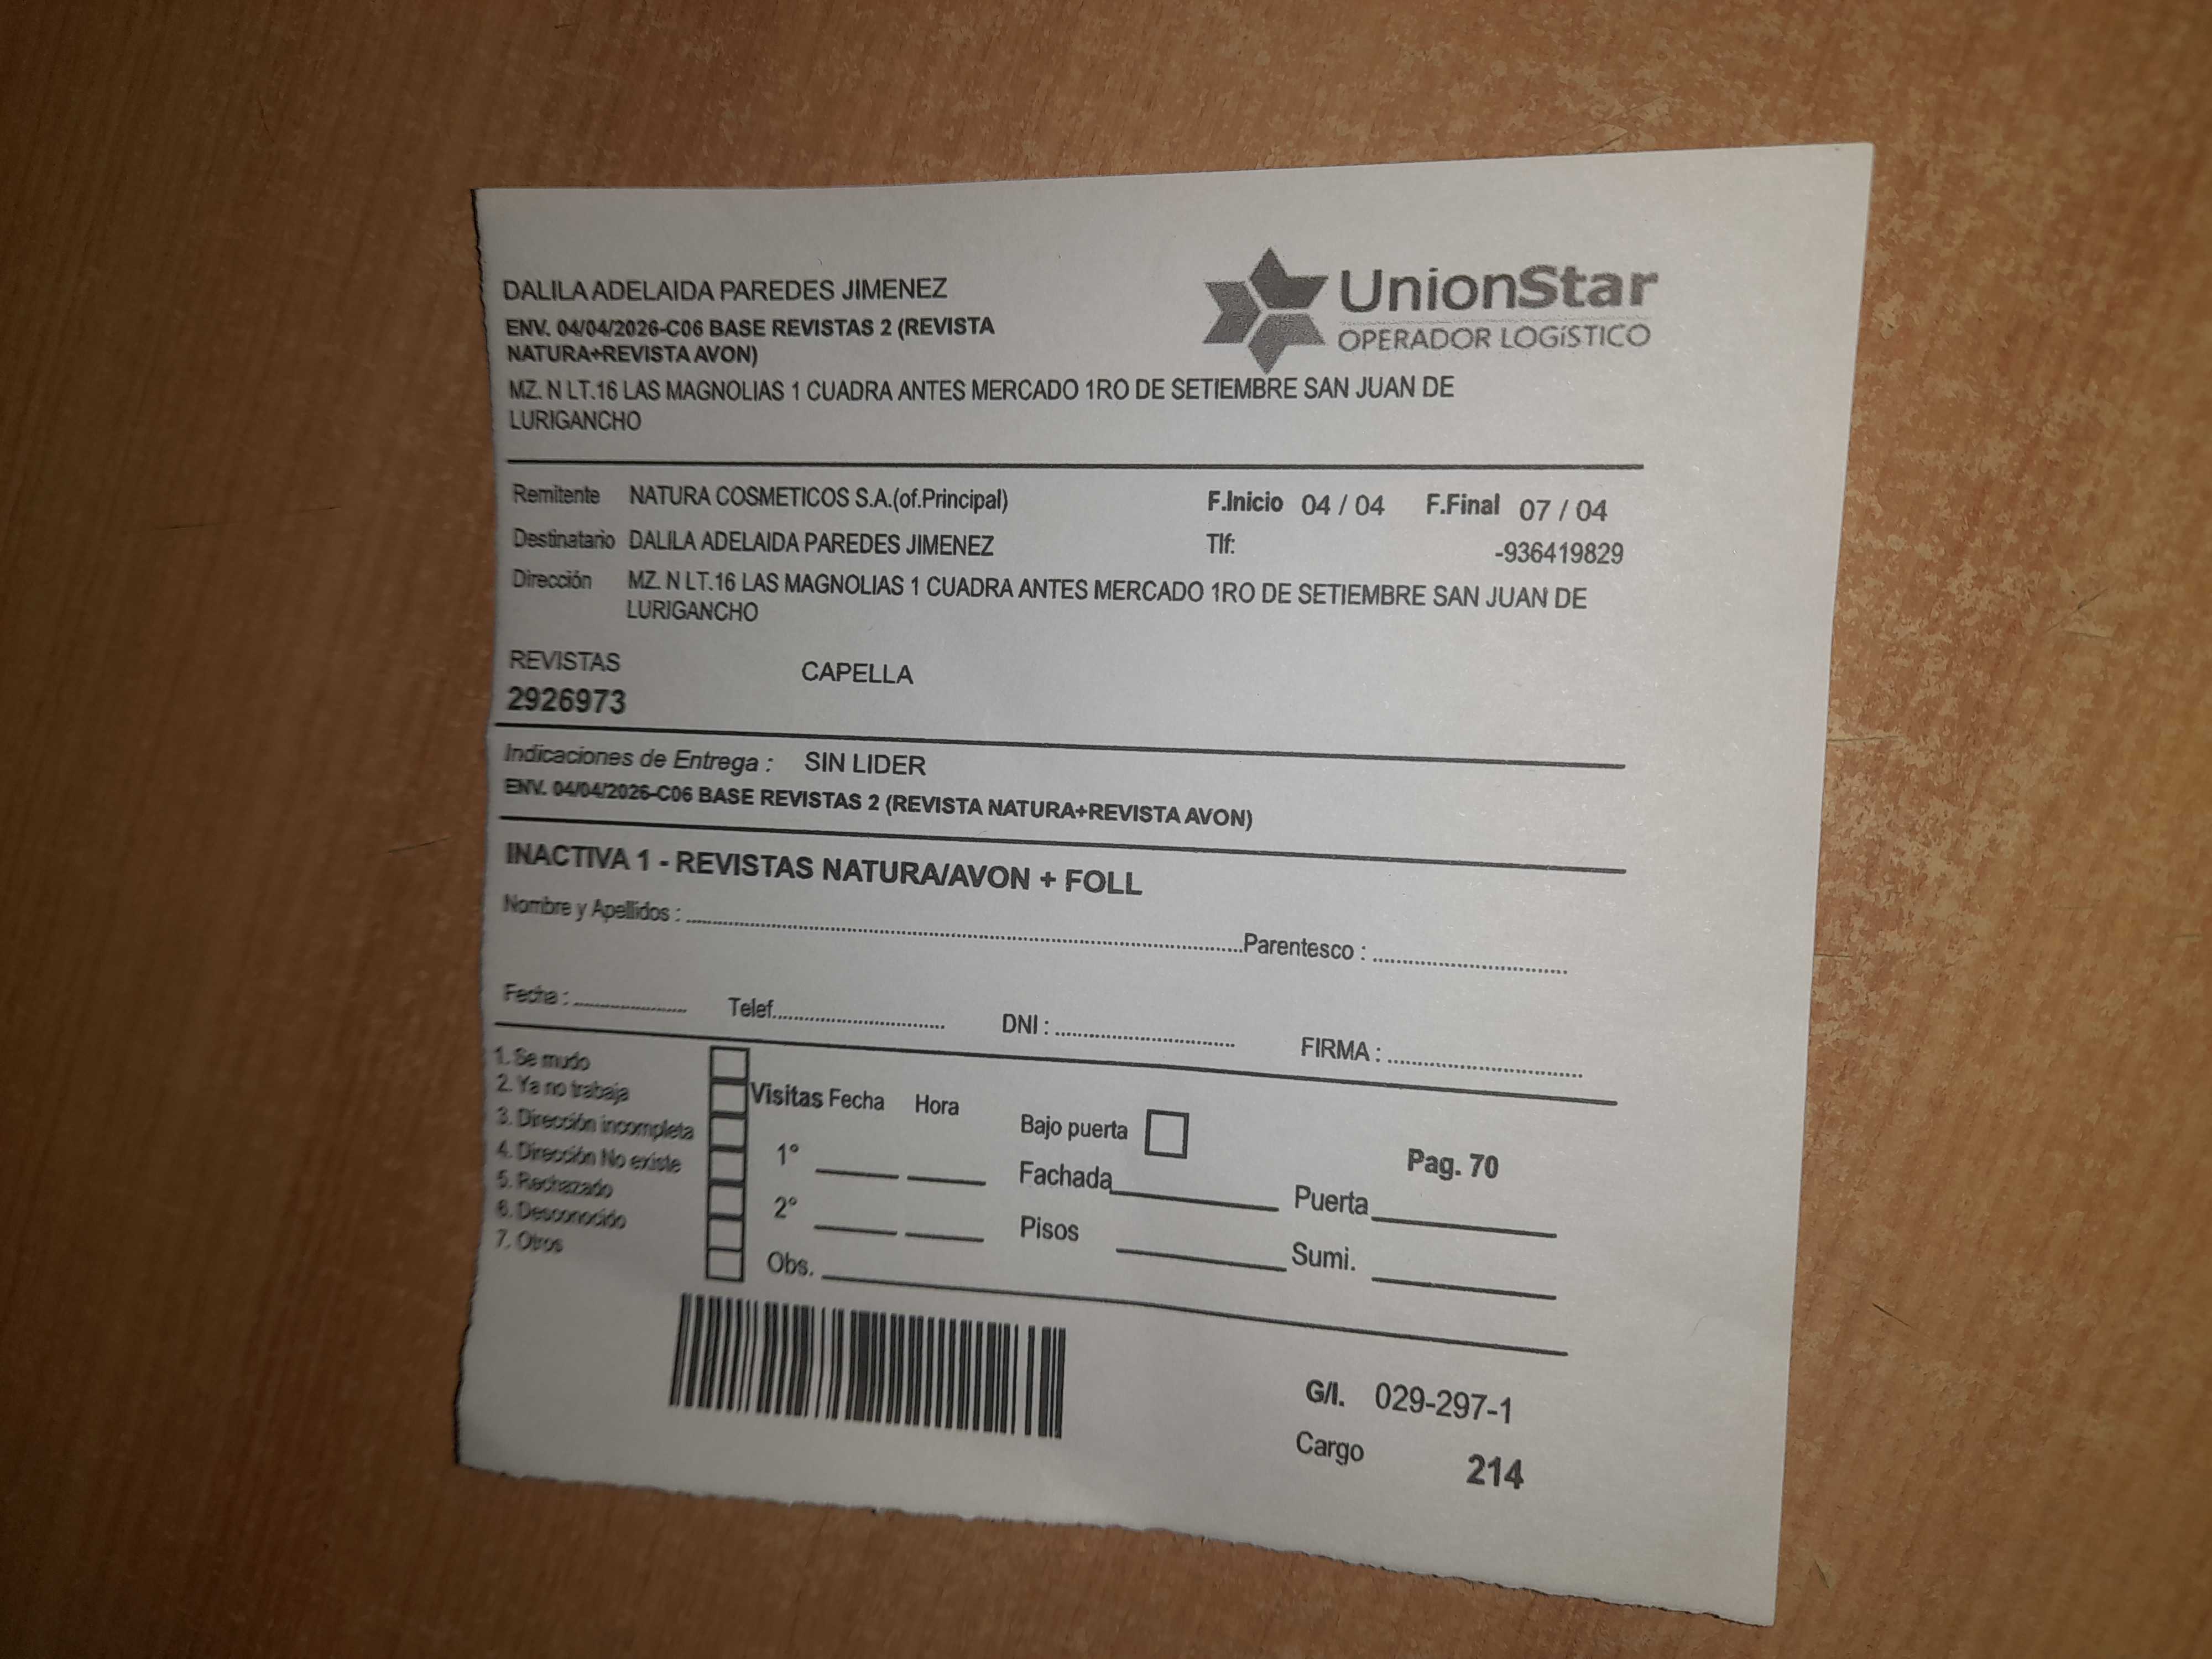 DALILA ADELAIDA PAREDES JIMENEZ
ENV. 04/04/2026-C06 BASE REVISTAS 2 (REVISTA
NATURA+REVISTA AVON)
MZ. N LT.16 LAS MAGNOLIAS 1 CUADRA ANTES MERCADO 1RO DE SETIEMBRE SAN JUAN DE
LURIGANCHO
UnionStar
OPERADOR LOGÍSTICO
Remitente NATURA COSMETICOS S.A.(of.Principal) F.Inicio 04 / 04 F.Final 07 / 04
Destinatario DALILA ADELAIDA PAREDES JIMENEZ Tlf: -936419829
Dirección MZ. N LT.16 LAS MAGNOLIAS 1 CUADRA ANTES MERCADO 1RO DE SETIEMBRE SAN JUAN DE
LURIGANCHO
REVISTAS CAPELLA
2926973
Indicaciones de Entrega : SIN LIDER
ENV. 04/04/2026-C06 BASE REVISTAS 2 (REVISTA NATURA+REVISTA AVON)
INACTIVA 1 - REVISTAS NATURA/AVON + FOLL
Nombre y Apellidos : Parentesco :
Fecha : Telef. DNI : FIRMA :
1. Se mudo
2. Ya no trabaja
3. Dirección incompleta
4. Dirección No existe
5. Rechazado
6. Desconocido
7. Otros
Visitas Fecha Hora
1°
2°
Obs.
Bajo puerta
Pag. 70
Fachada Puerta
Pisos Sumi.
G/I. 029-297-1
Cargo 214